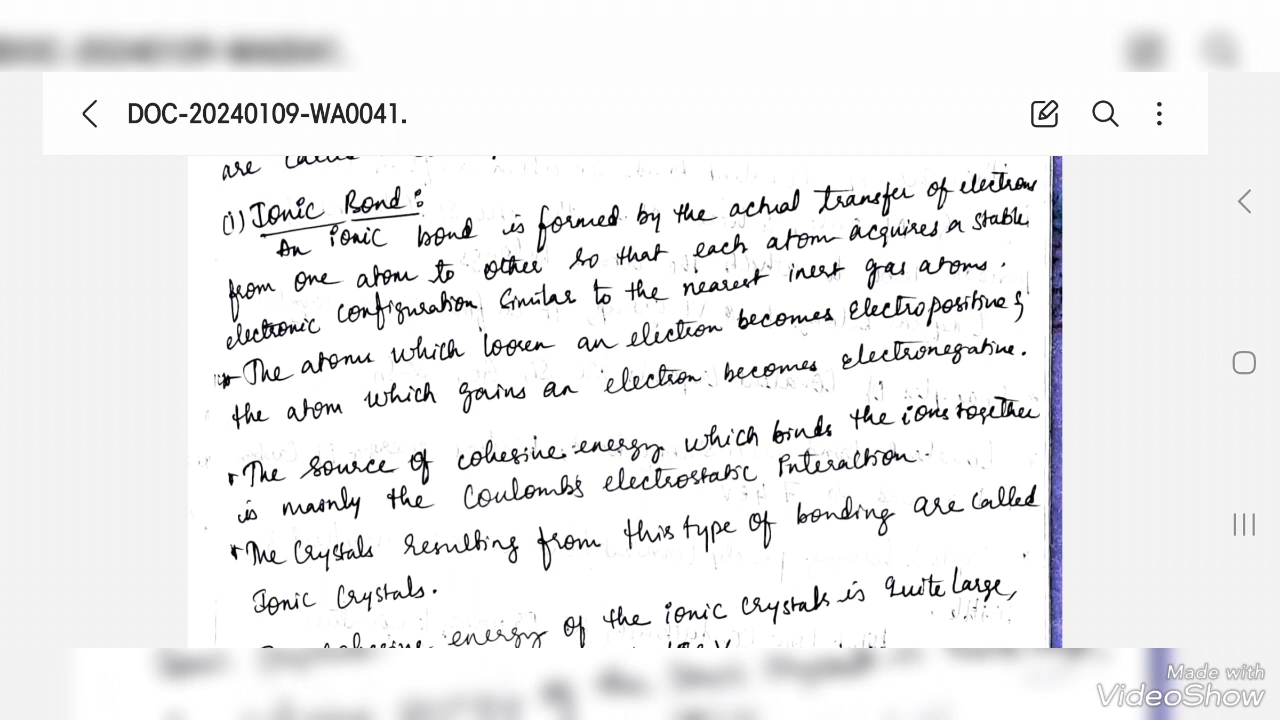 DOC-20240109-WA0041.
are
(i) Ionic Bond:
An ionic bond is formed by the actual transfer of electrons
from one atom to other so that each atom acquires a stable
electronic configuration similar to the nearest inert gas atoms.
* The atoms which loosen an electron becomes Electropositive &
the atom which gains an electron becomes electronegative.
* The source of cohesive energy which binds the ions together
is mainly the Coulomb's electrostatic Interaction.
* The Crystals resulting from this type of bonding are called
Ionic Crystals.
energy of the ionic crystals is quite large,
Made with
VideoShow